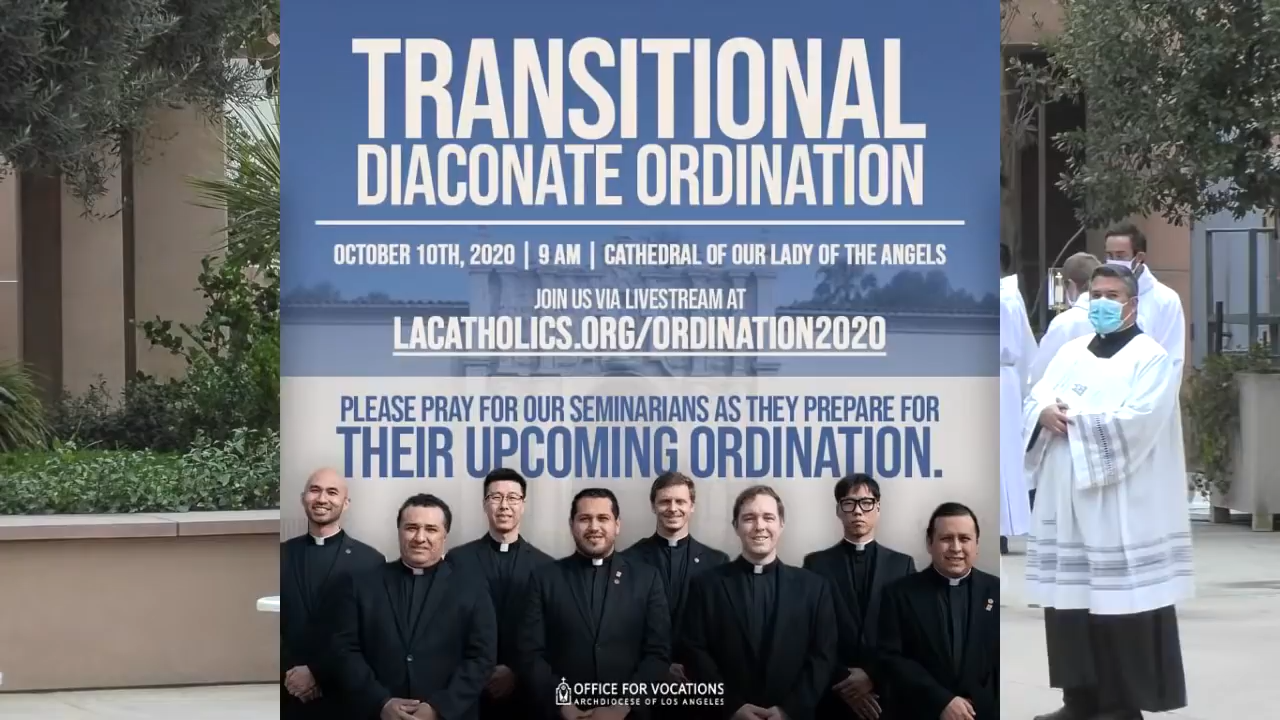 TRANSITIONAL
DIACONATE ORDINATION
OCTOBER 10TH, 2020 | 9 AM | CATHEDRAL OF OUR LADY OF THE ANGELS
JOIN US VIA LIVESTREAM AT
LACATHOLICS.ORG/ORDINATION2020
PLEASE PRAY FOR OUR SEMINARIANS AS THEY PREPARE FOR
THEIR UPCOMING ORDINATION.
OFFICE FOR VOCATIONS
ARCHDIOCESE OF LOS ANGELES